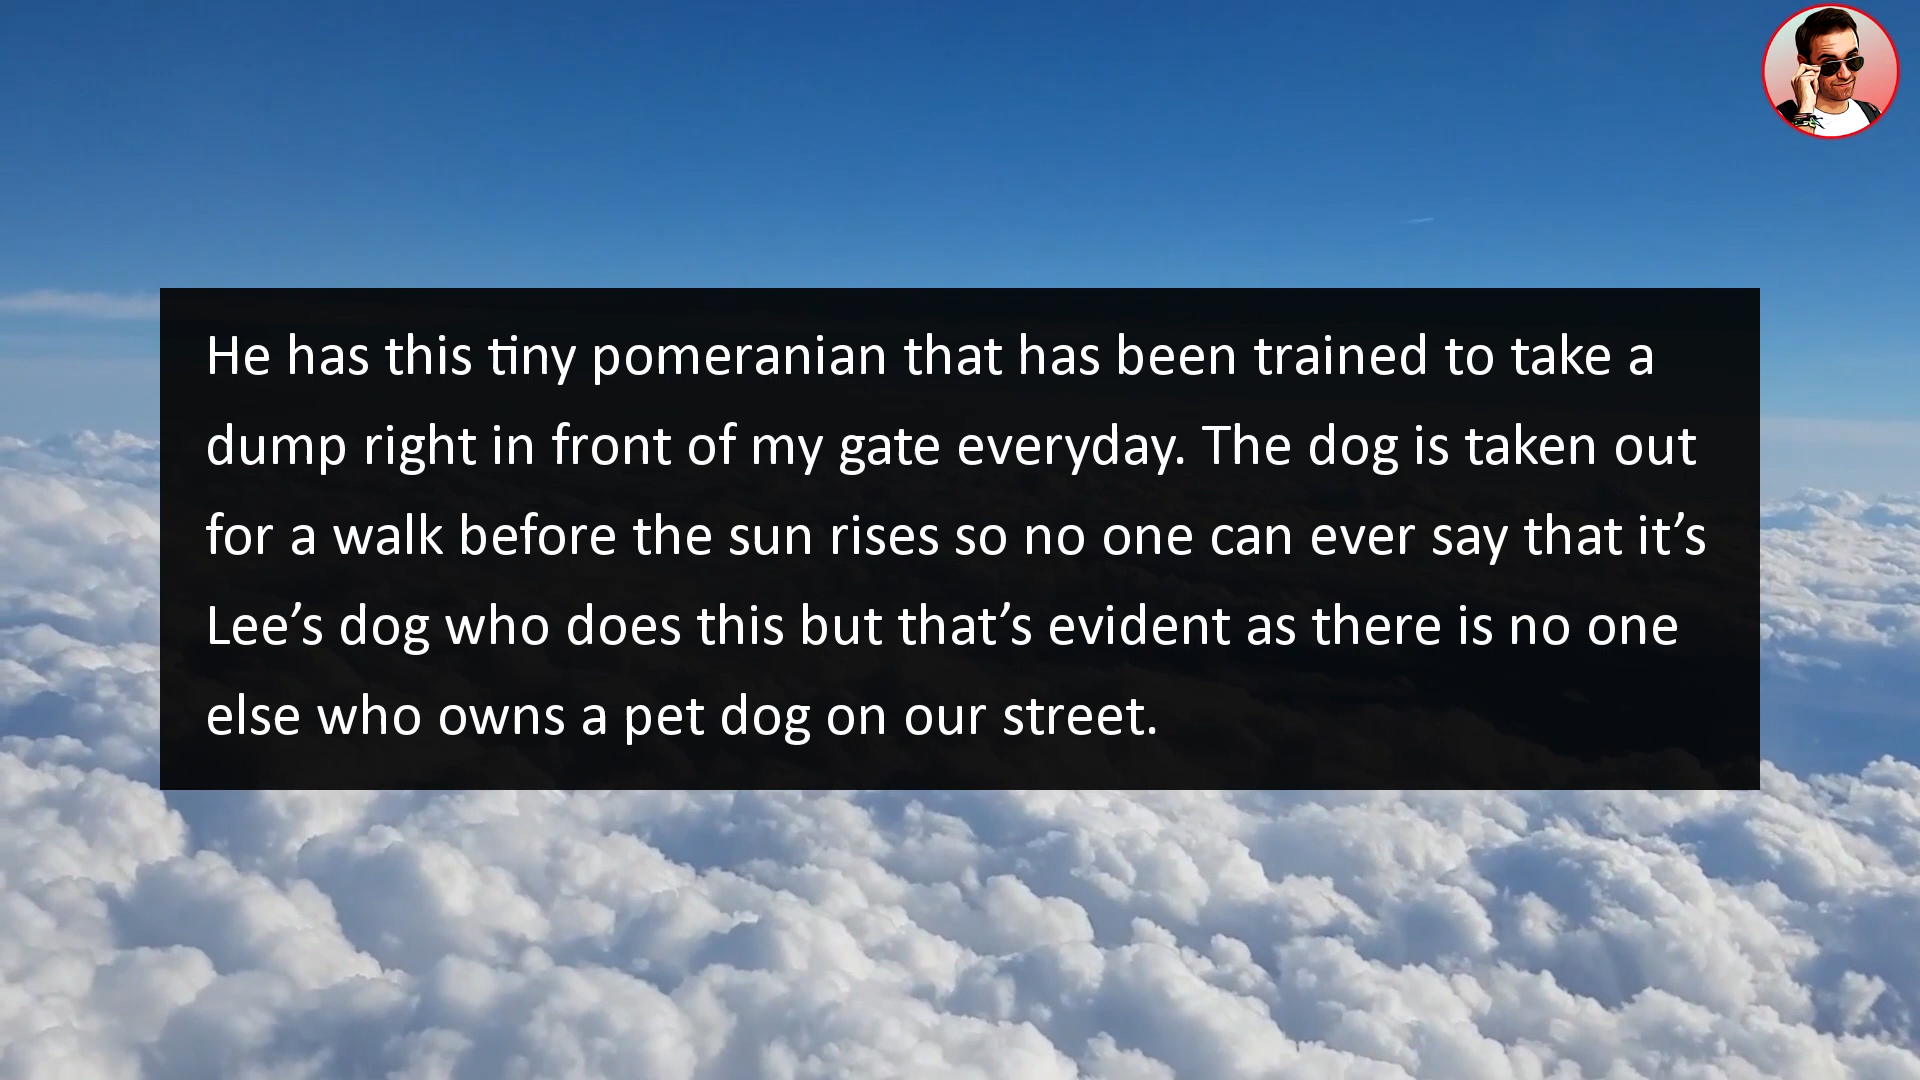 He has this tiny pomeranian that has been trained to take a
dump right in front of my gate everyday. The dog is taken out
for a walk before the sun rises so no one can ever say that it’s
Lee’s dog who does this but that’s evident as there is no one
else who owns a pet dog on our street.